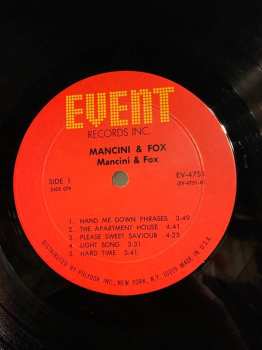 EVENT
RECORDS INC.
MANCINI & FOX
Mancini & Fox
SIDE 1
EV-4751
1. HAND ME DOWN PHRASES 3:49
2. THE APARTMENT HOUSE 4:41
3. PLEASE SWEET SAVIOUR 4:23
4. LIGHT SONG 3:31
5. HARD TIME 5:41
DISTRIBUTED BY POLYDOR INC., NEW YORK, N.Y. 10019 MADE IN U.S.A.